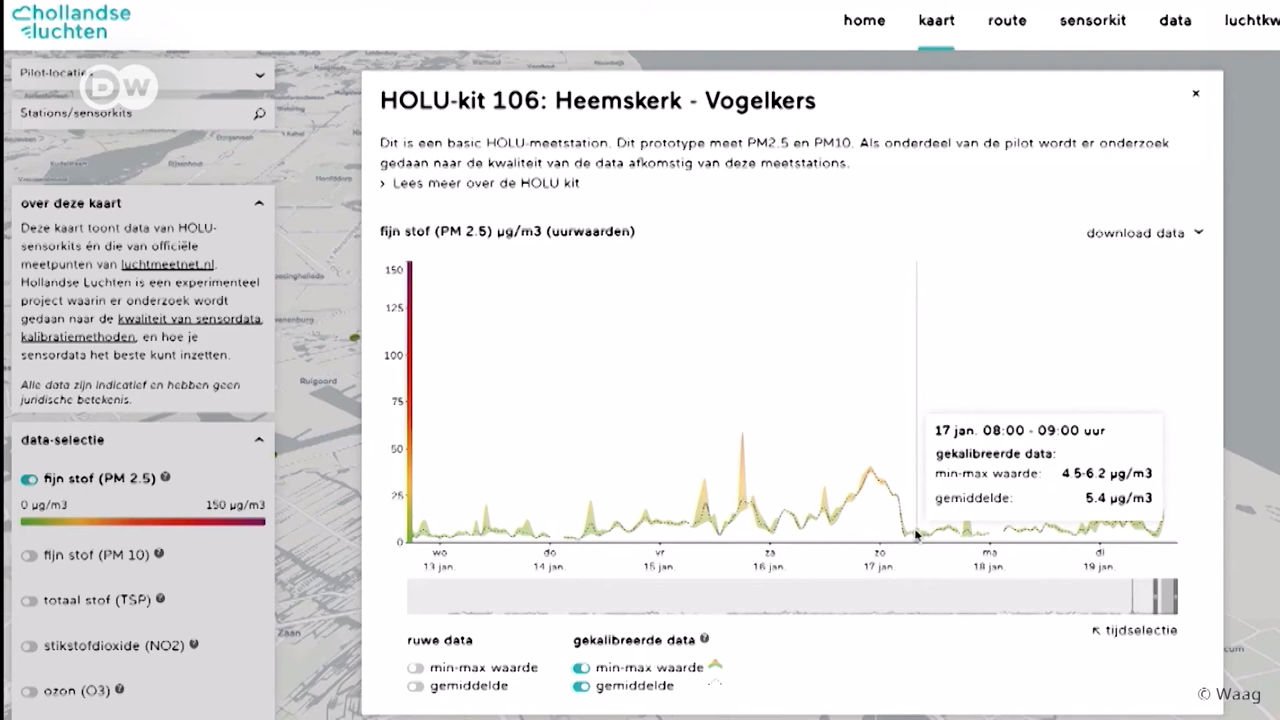 hollandse
luchten
home kaart route sensorkit data
DW
Stations/sensorkits
over deze kaart
Deze kaart toont data van HOLU-
sensorkits én die van officiële
meetpunten van luchtmeetnet.nl.
Hollandse Luchten is een experimenteel
project waarin er onderzoek wordt
gedaan naar de kwaliteit van sensordata,
kalibratiemethoden, en hoe je
sensordata het beste kunt inzetten.
Alle data zijn indicatief en hebben geen
juridische betekenis.
data-selectie
fijn stof (PM 2.5) ?
0 µg/m3 150 µg/m3
fijn stof (PM 10) ?
totaal stof (TSP) ?
stikstofdioxide (NO2) ?
ozon (O3) ?
Ruigoord
Zaan
HOLU-kit 106: Heemskerk - Vogelkers
Dit is een basic HOLU-meetstation. Dit prototype meet PM2.5 en PM10. Als onderdeel van de pilot wordt er onderzoek
gedaan naar de kwaliteit van de data afkomstig van deze meetstations.
› Lees meer over de HOLU kit
fijn stof (PM 2.5) µg/m3 (uurwaarden)
download data
150
125
100
75
50
25
0
17 jan. 08:00 - 09:00 uur
gekalibreerde data:
min-max waarde: 4.5-6.2 µg/m3
gemiddelde: 5.4 µg/m3
wo do vr za zo ma di
13 jan. 14 jan. 15 jan. 16 jan. 17 jan. 18 jan. 19 jan.
tijdselectie
ruwe data
min-max waarde
gemiddelde
gekalibreerde data ?
min-max waarde
gemiddelde
© Waag